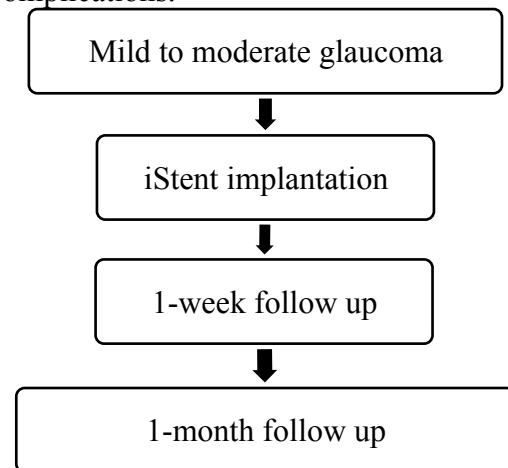 Mild to moderate glaucoma
iStent implantation
1-week follow up
1-month follow up